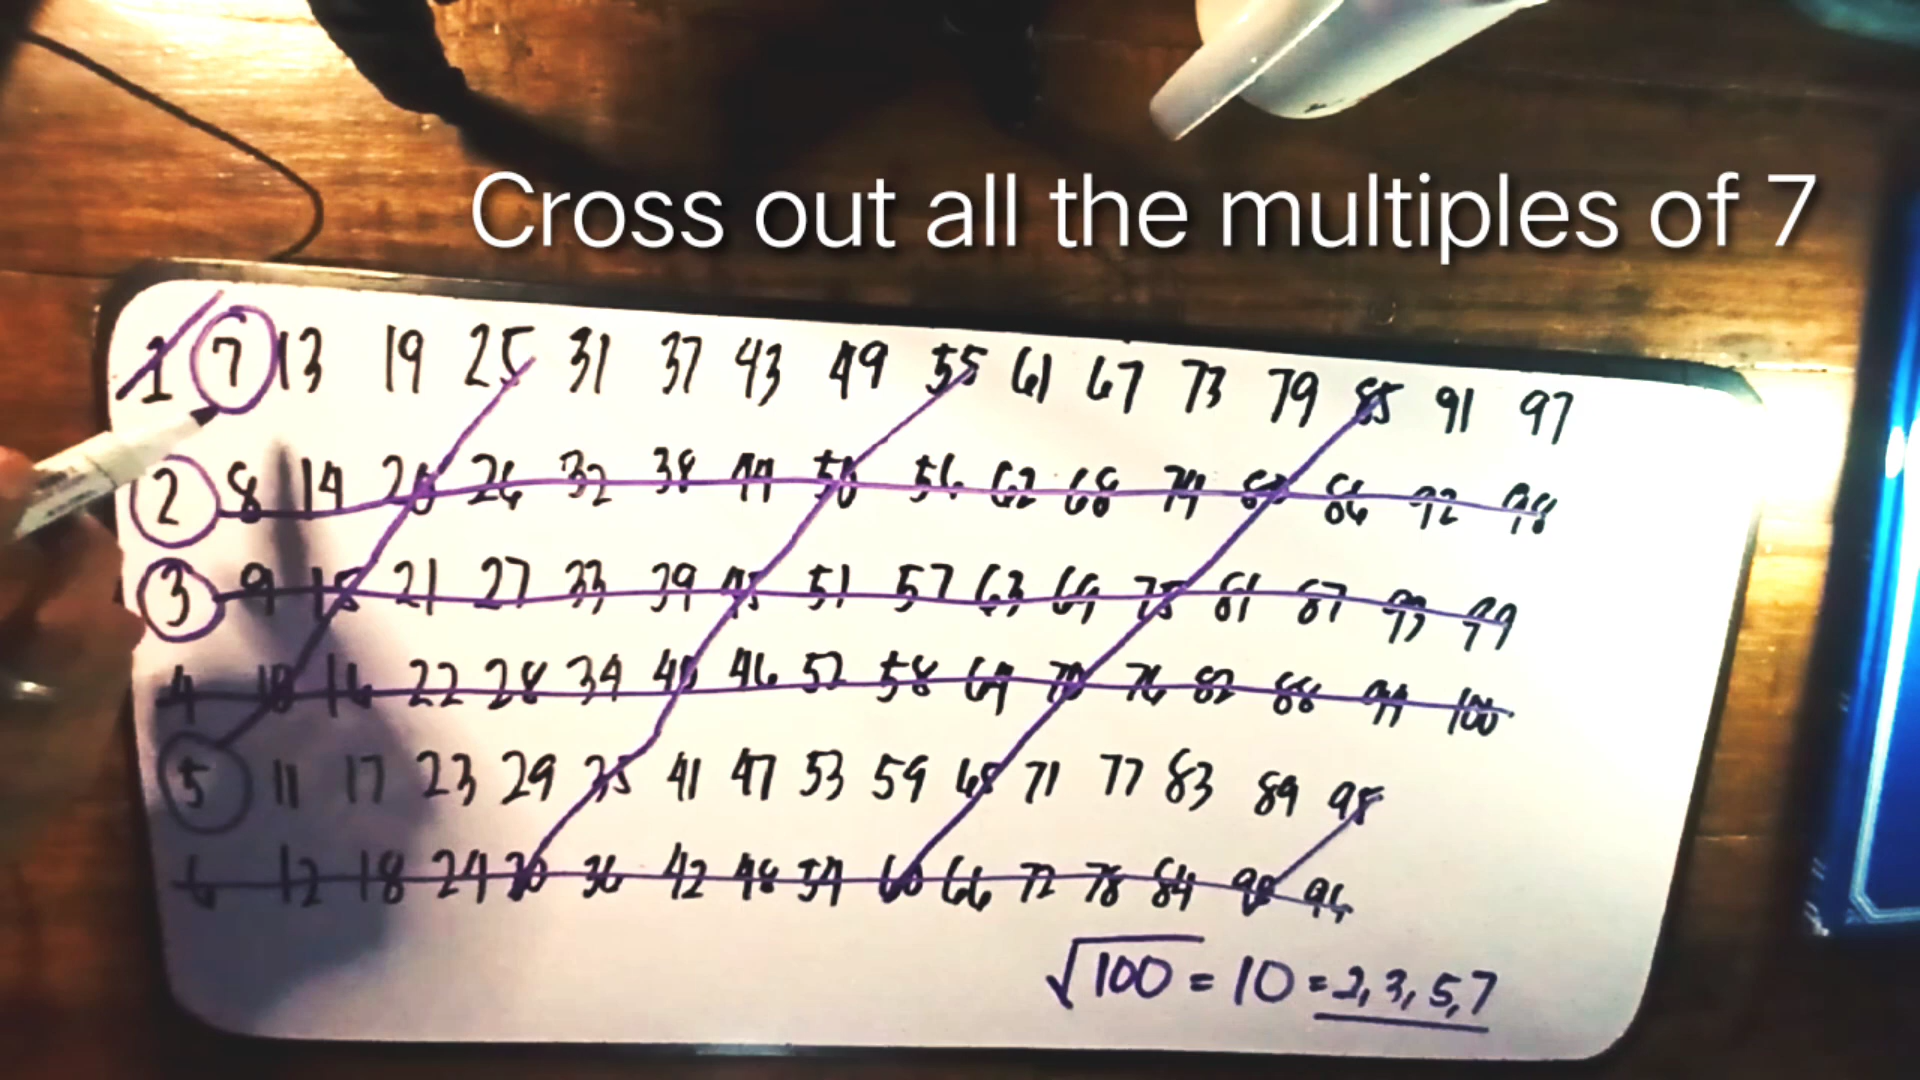 Cross out all the multiples of 7
1 7 13 19 25 31 37 43 49 55 61 67 73 79 85 91 97
2 8 14 20 26 32 38 44 50 56 62 68 74 80 86 92 98
3 9 15 21 27 33 39 45 51 57 63 69 75 81 87 93 99
4 10 16 22 28 34 40 46 52 58 64 70 76 82 88 94 100
5 11 17 23 29 35 41 47 53 59 65 71 77 83 89 95
6 12 18 24 30 36 42 48 54 60 66 72 78 84 90 96
√100 = 10 = 2, 3, 5, 7